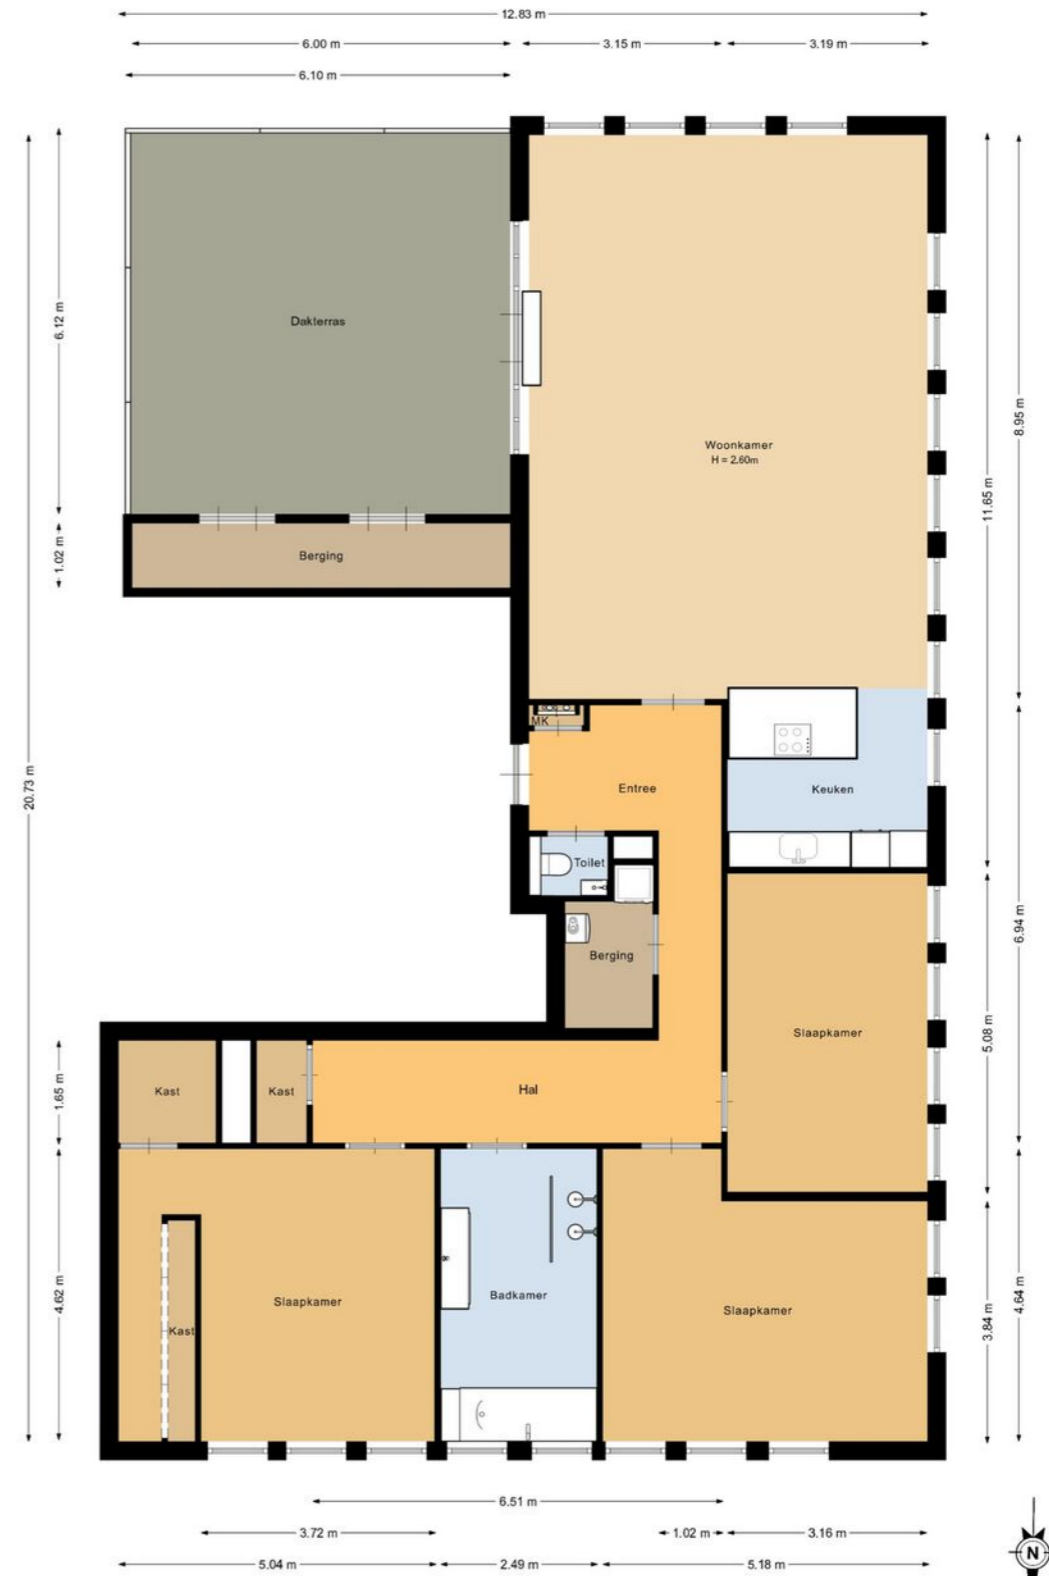 12.83 m
6.00 m
3.15 m
3.19 m
6.10 m
Dakterras
6.12 m
8.95 m
Woonkamer
H = 2.60m
11.65 m
Berging
1.02 m
MK
20.73 m
Entree
Keuken
Toilet
6.94 m
Berging
Slaapkamer
5.08 m
Kast
Kast
Hal
1.65 m
Slaapkamer
Badkamer
Slaapkamer
Kast
4.62 m
3.84 m
4.64 m
6.51 m
3.72 m
1.02 m
3.16 m
5.04 m
2.49 m
5.18 m
N